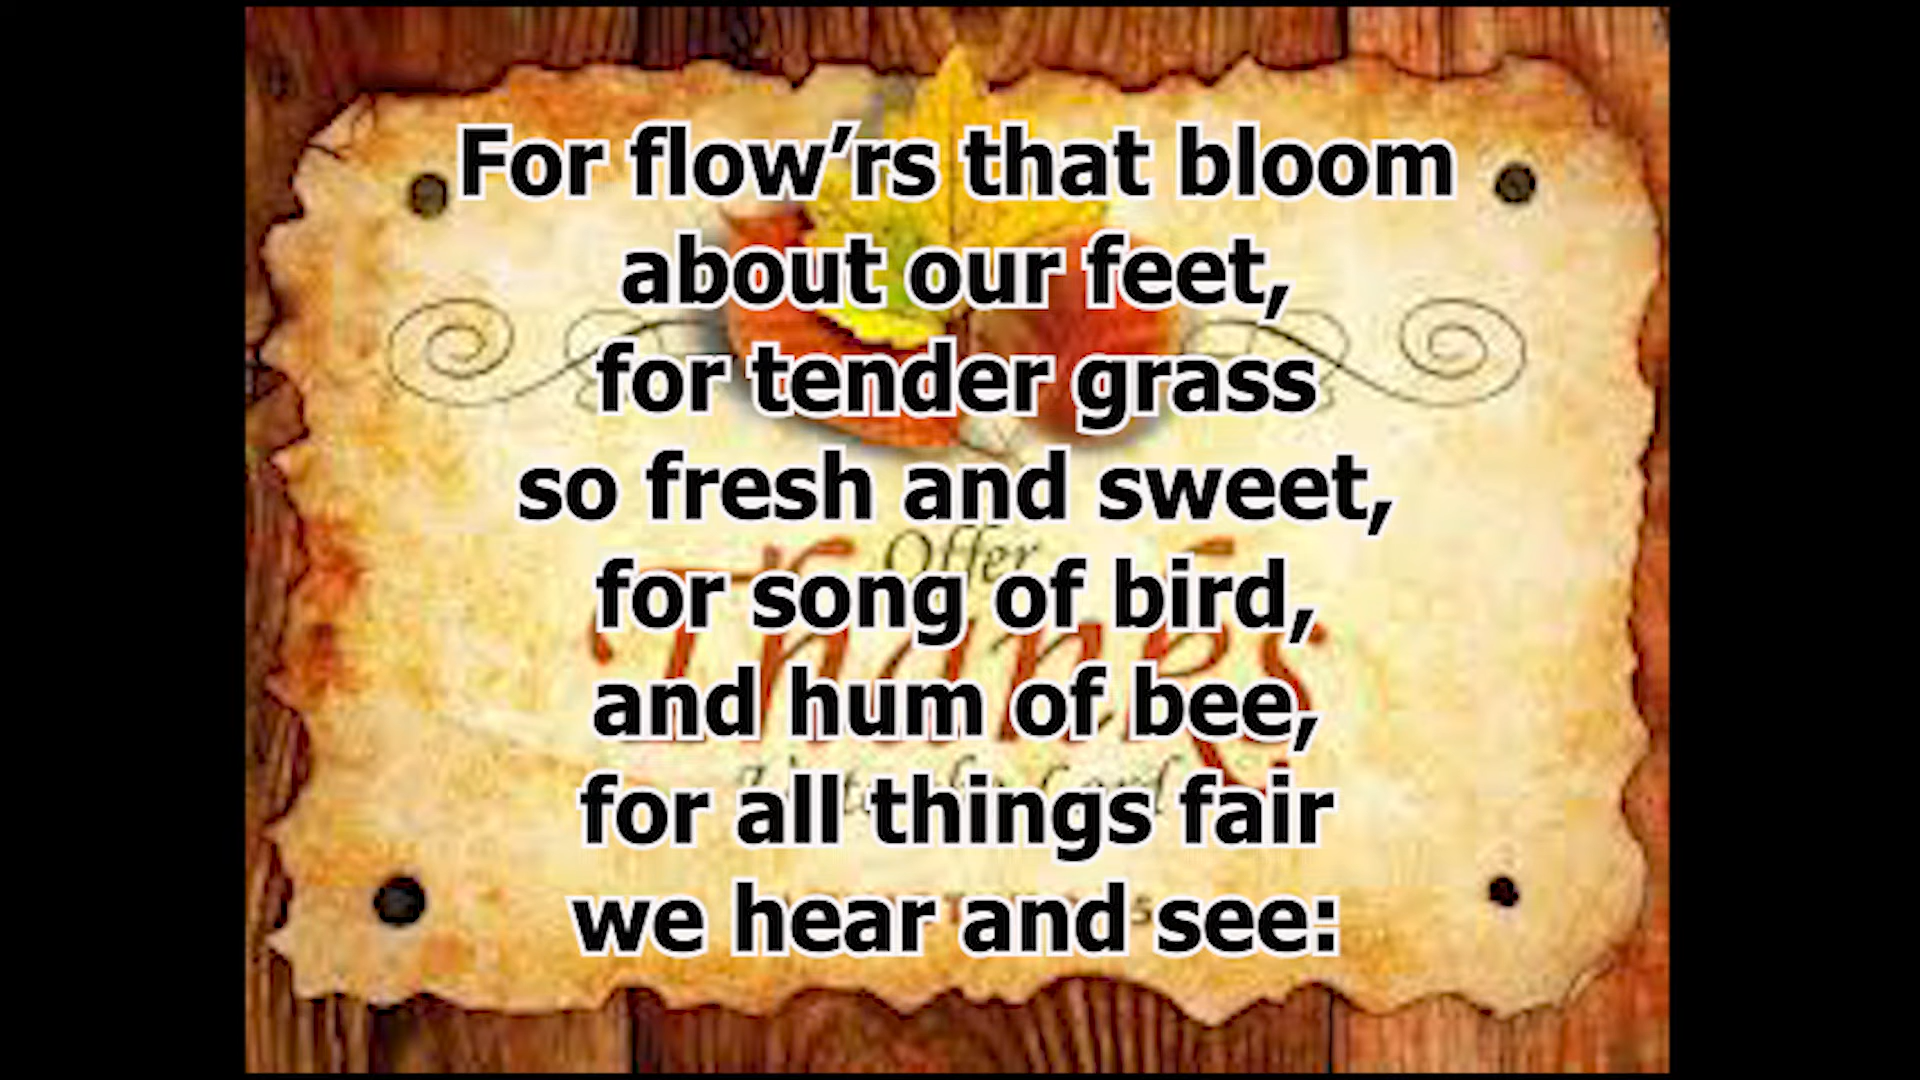 For flow’rs that bloom
about our feet,
for tender grass
so fresh and sweet,
Offer
for song of bird,
Thanks
and hum of bee,
for all things fair
we hear and see: